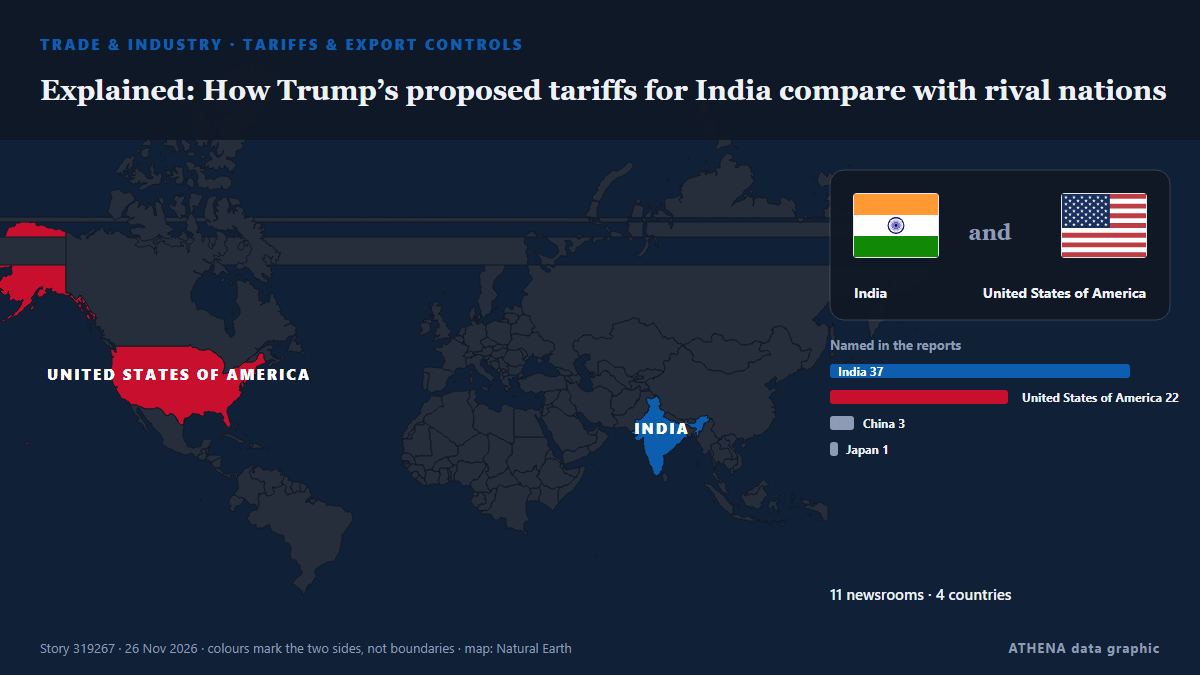 TRADE & INDUSTRY · TARIFFS & EXPORT CONTROLS
Explained: How Trump’s proposed tariffs for India compare with rival nations
and
India
United States of America
Named in the reports
India 37
United States of America 22
China 3
Japan 1
UNITED STATES OF AMERICA
INDIA
11 newsrooms · 4 countries
Story 319267 · 26 Nov 2026 · colours mark the two sides, not boundaries · map: Natural Earth
ATHENA data graphic